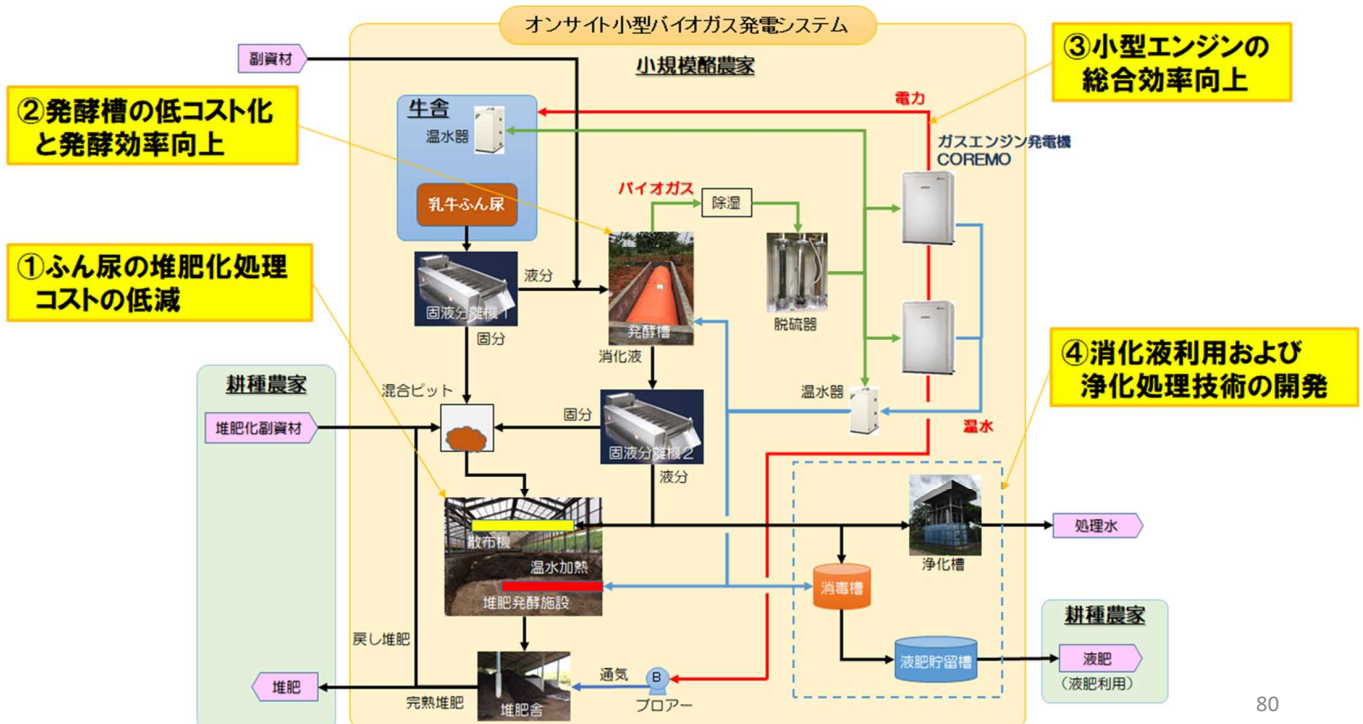 オンサイト小型バイオガス発電システム
小規模酪農家
副資材
②発酵槽の低コスト化
と発酵効率向上
③小型エンジンの
総合効率向上
牛舎
温水器
乳牛ふん尿
電力
ガスエンジン発電機
COREMO
バイオガス
除湿
①ふん尿の堆肥化処理
コストの低減
液分
固液分離機1
固分
発酵槽
消化液
脱硫器
④消化液利用および
浄化処理技術の開発
耕種農家
混合ピット
堆肥化副資材
固分
固液分離機2
液分
温水器
温水
散布機
温水加熱
堆肥発酵施設
浄化槽
処理水
消毒槽
戻し堆肥
耕種農家
液肥貯留槽
液肥
（液肥利用）
堆肥
完熟堆肥
堆肥舎
通気
B
ブロアー
80